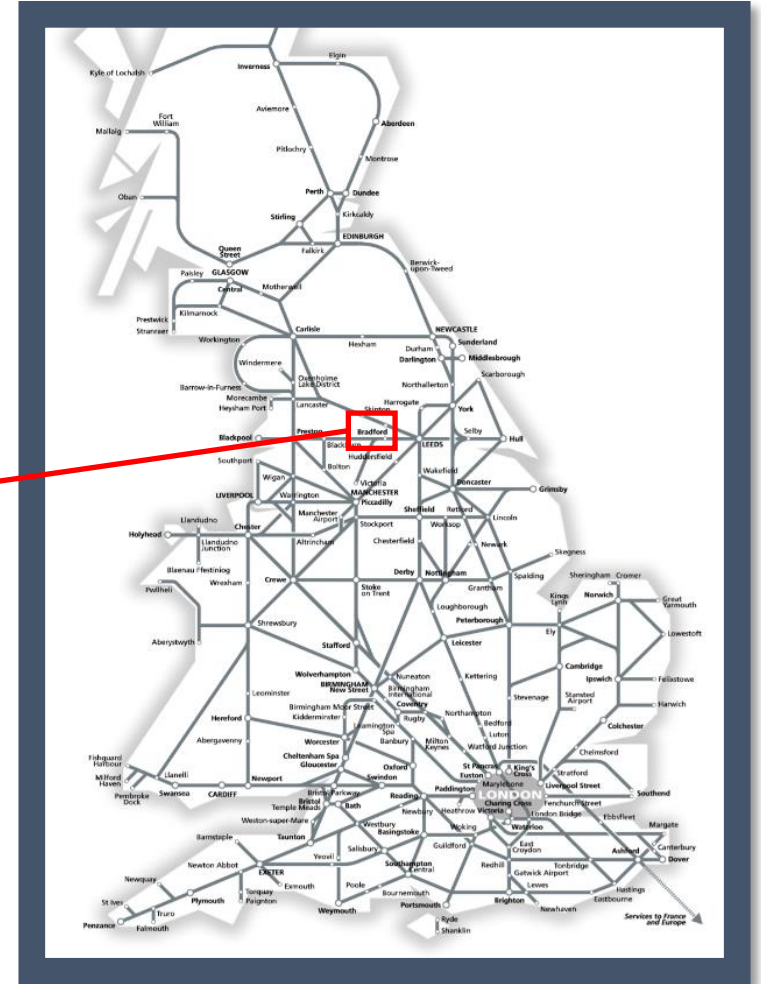 Elgin
Inverness
Kyle of Lochalsh
Aviemore
Fort
William
Aberdeen
Mallaig
Pitlochry
Montrose
Perth
Dundee
Oban
Stirling
Kirkcaldy
EDINBURGH
Queen
Street
Falkirk
Berwick-
upon-Tweed
Paisley
GLASGOW
Central
Motherwell
Prestwick
Kilmarnock
Stranraer
Carlisle
NEWCASTLE
Workington
Hexham
Sunderland
Durham
Darlington
Middlesbrough
Windermere
Scarborough
Oxenholme
Lake District
Barrow-in-Furness
Northallerton
Morecambe
Lancaster
Harrogate
Heysham Port
Skipton
York
Preston
Bradford
Selby
Blackpool
LEEDS
Hull
Southport
Bolton
Huddersfield
Wakefield
Wigan
Victoria
Doncaster
MANCHESTER
Grimsby
LIVERPOOL
Warrington
Piccadilly
Manchester
Airport
Sheffield
Retford
Llandudno
Stockport
Worksop
Lincoln
Chester
Holyhead
Llandudno
Junction
Altrincham
Chesterfield
Newark
Skegness
Blaenau Ffestiniog
Derby
Nottingham
Sheringham
Cromer
Wrexham
Crewe
Stoke
on Trent
Grantham
Spalding
Pwllheli
Kings
Lynn
Norwich
Great
Yarmouth
Loughborough
Peterborough
Shrewsbury
Ely
Lowestoft
Aberystwyth
Stafford
Leicester
Cambridge
Wolverhampton
Nuneaton
Kettering
BIRMINGHAM
New Street
Birmingham
International
Ipswich
Felixstowe
Leominster
Stevenage
Stansted
Airport
Birmingham Moor Street
Coventry
Harwich
Hereford
Kidderminster
Rugby
Northampton
Leamington
Spa
Bedford
Colchester
Abergavenny
Worcester
Banbury
Milton
Keynes
Luton
Watford Junction
Chelmsford
Fishguard
Harbour
Cheltenham Spa
Gloucester
Oxford
St Pancras
King's
Cross
Milford
Haven
Llanelli
Newport
Swindon
Euston
Stratford
Marylebone
Liverpool Street
Pembroke
Dock
Swansea
CARDIFF
Bristol Parkway
Reading
Paddington
LONDON
Southend
Bristol
Temple Meads
Bath
Charing Cross
Fenchurch Street
Newbury
Heathrow
Victoria
London Bridge
Ebbsfleet
Weston-super-Mare
Westbury
Waterloo
Margate
Barnstaple
Taunton
Basingstoke
Woking
Salisbury
Guildford
East
Croydon
Ashford
Canterbury
Yeovil
Newton Abbot
Southampton
Central
Redhill
Tonbridge
Dover
EXETER
Gatwick Airport
Newquay
Exmouth
Poole
Lewes
Hastings
Torquay
Bournemouth
Eastbourne
St Ives
Plymouth
Paignton
Weymouth
Portsmouth
Brighton
Newhaven
Truro
Ryde
Penzance
Falmouth
Shanklin
Services to France
and Europe